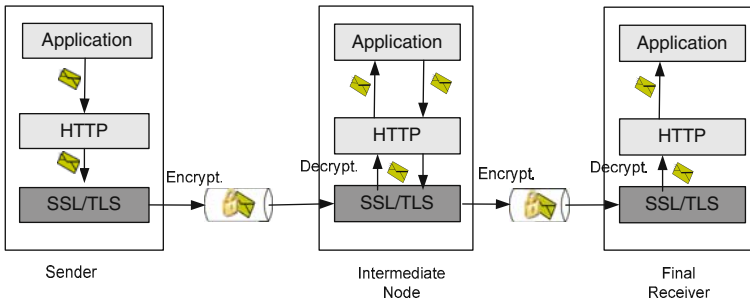 Application
HTTP
SSL/TLS
Encrypt.
Sender
Application
HTTP
Decrypt.
SSL/TLS
Encrypt.
Intermediate
Node
Application
HTTP
Decrypt.
SSL/TLS
Final
Receiver